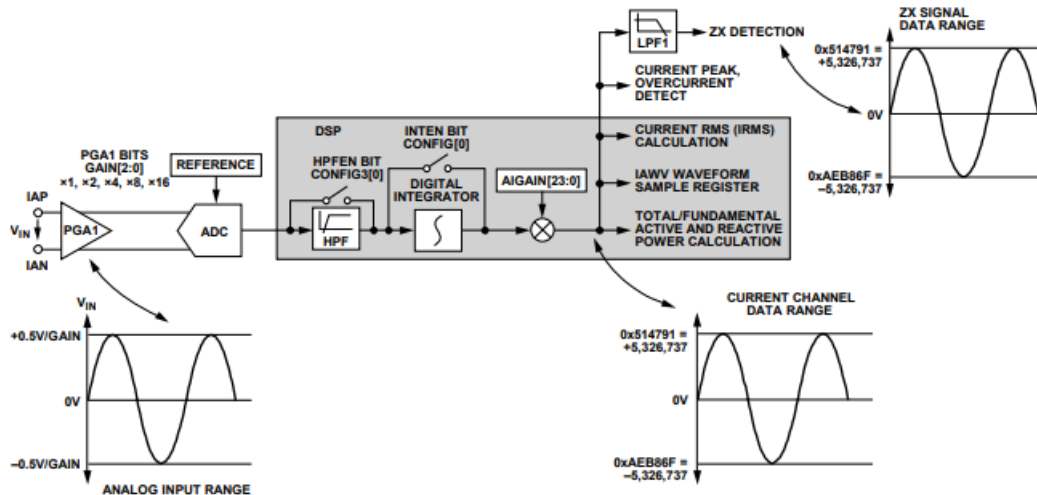 ZX SIGNAL
DATA RANGE
0x514791 =
+5,326,737
0V
0xAEB86F =
–5,326,737
LPF1
ZX DETECTION
CURRENT PEAK,
OVERCURRENT
DETECT
CURRENT RMS (IRMS)
CALCULATION
IAWV WAVEFORM
SAMPLE REGISTER
TOTAL/FUNDAMENTAL
ACTIVE AND REACTIVE
POWER CALCULATION
DSP
INTEN BIT
CONFIG[0]
HPFEN BIT
CONFIG3[0]
DIGITAL
INTEGRATOR
HPF
AIGAIN[23:0]
REFERENCE
PGA1 BITS
GAIN[2:0]
×1, ×2, ×4, ×8, ×16
IAP
VIN
IAN
PGA1
ADC
VIN
+0.5V/GAIN
0V
–0.5V/GAIN
ANALOG INPUT RANGE
CURRENT CHANNEL
DATA RANGE
0x514791 =
+5,326,737
0V
0xAEB86F =
–5,326,737